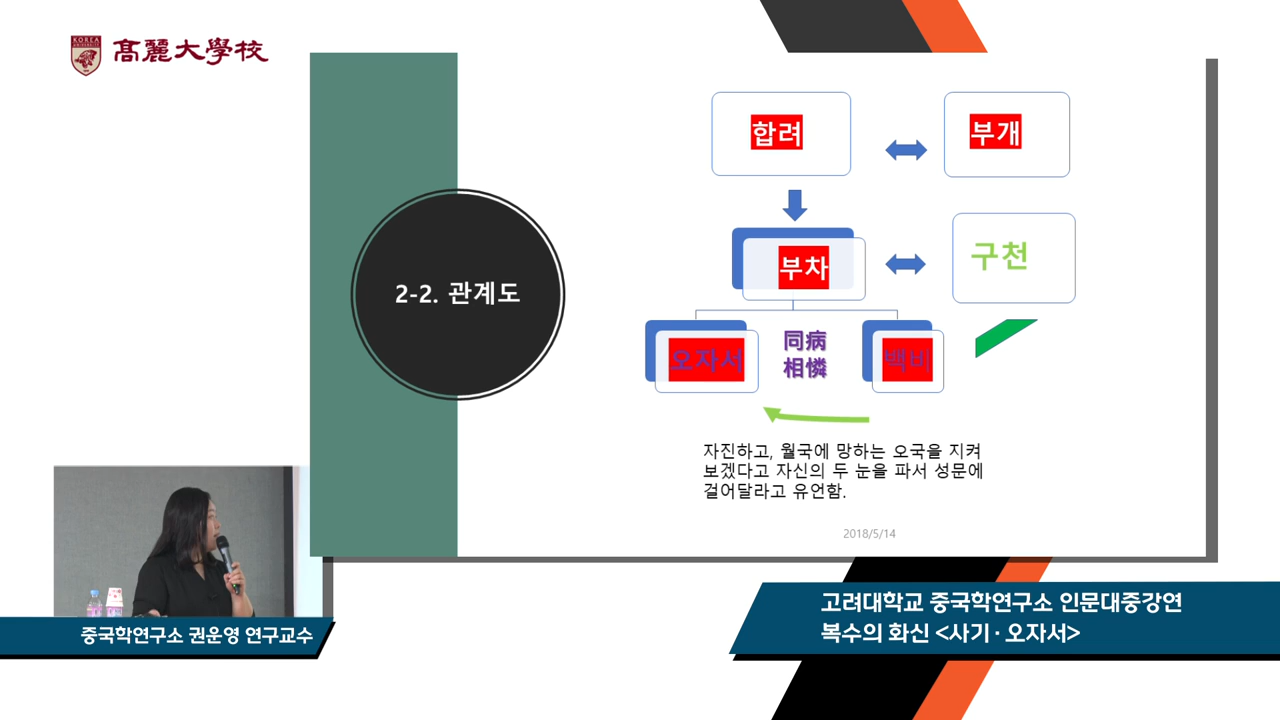 KOREA
UNIVERSITY
高麗大學校
합려
부개
부차
구천
2-2. 관계도
오자서
同病
相憐
백비
자진하고, 월국에 망하는 오국을 지켜
보겠다고 자신의 두 눈을 파서 성문에
걸어달라고 유언함.
2018/5/14
고려대학교 중국학연구소 인문대중강연
복수의 화신 <사기·오자서>
중국학연구소 권운영 연구교수